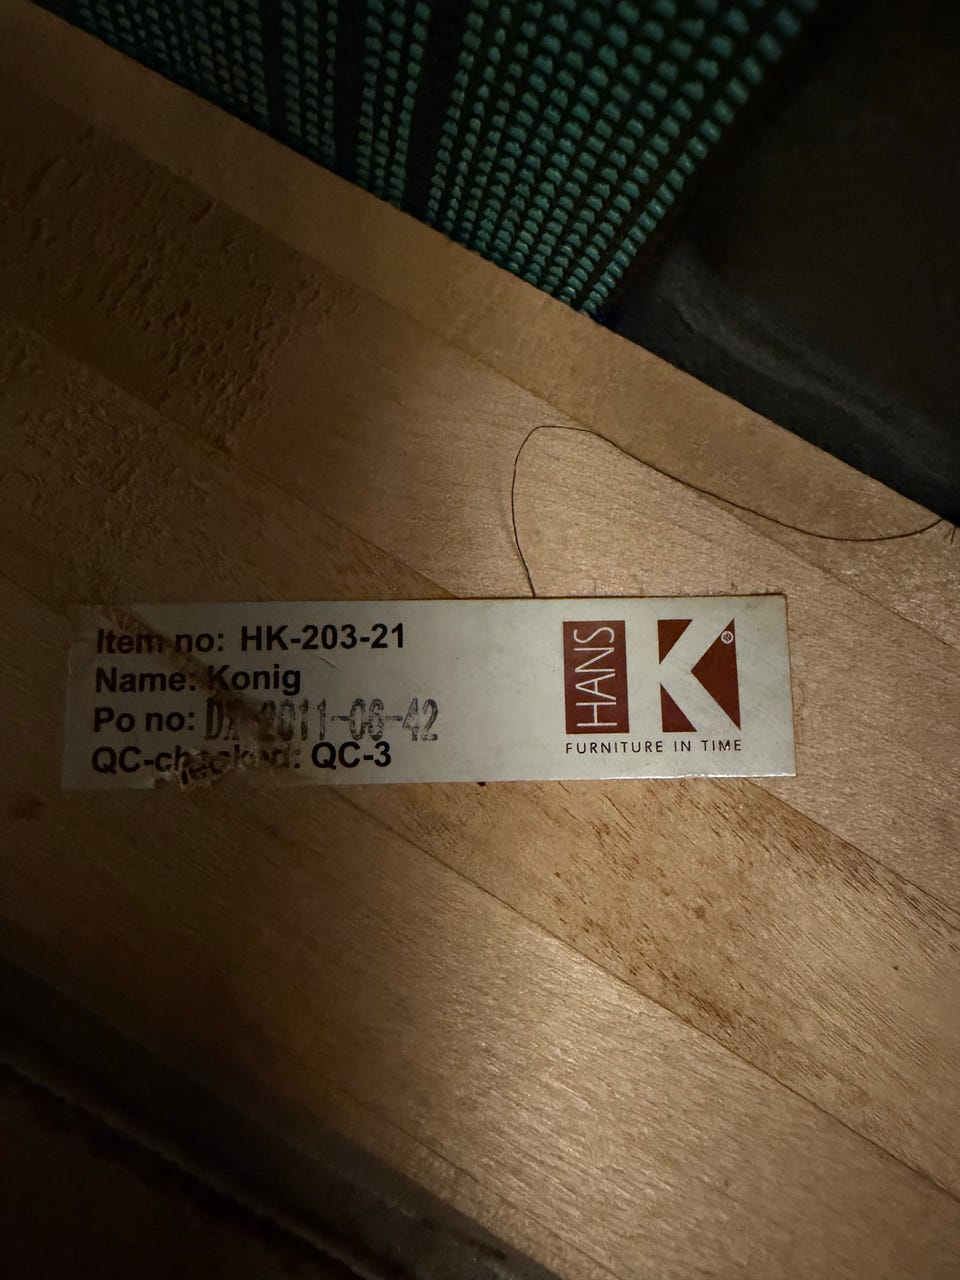 Item no: HK-203-21
Name: Konig
Po no: 2011-06-42
QC-checked: QC-3
HANS K ®
FURNITURE IN TIME